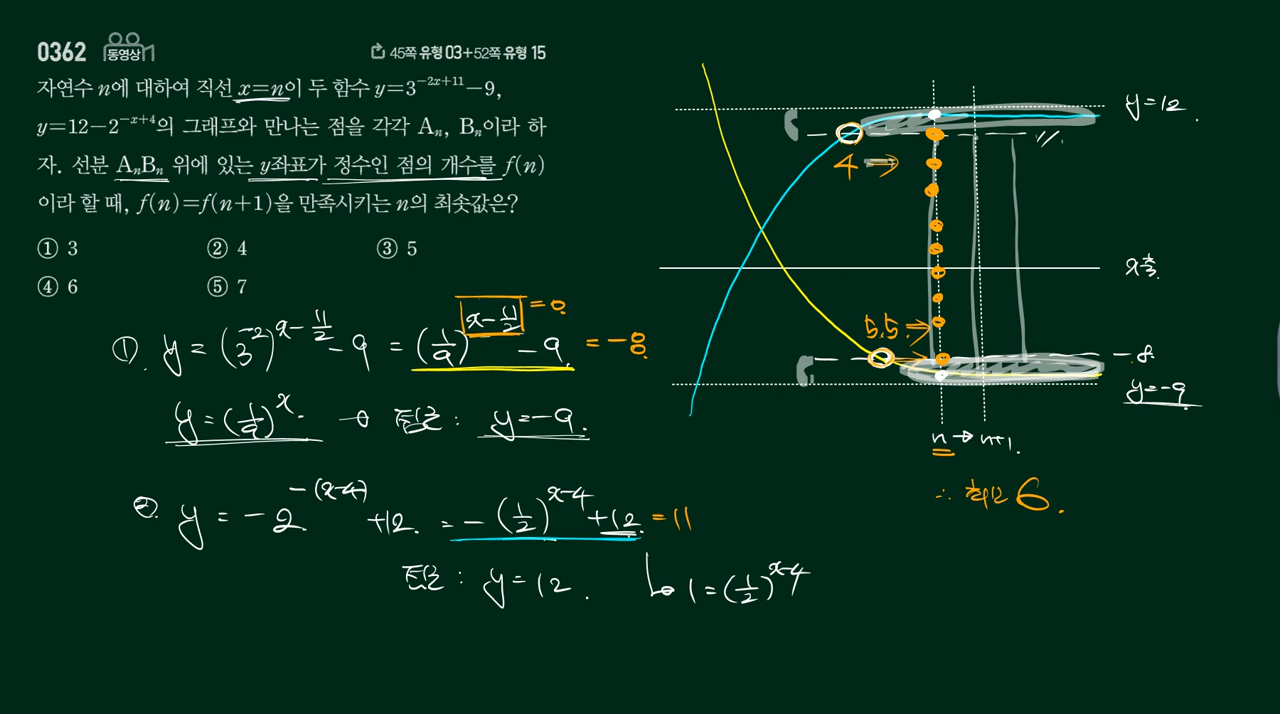 0362 동영상
45쪽 유형 03+52쪽 유형 15
자연수 n에 대하여 직선 x=n이 두 함수 y=3^{-2x+11}-9,
y=12-2^{-x+4}의 그래프와 만나는 점을 각각 Aₙ, Bₙ이라 하
자. 선분 AₙBₙ 위에 있는 y좌표가 정수인 점의 개수를 f(n)
이라 할 때, f(n)=f(n+1)을 만족시키는 n의 최솟값은?
① 3 ② 4 ③ 5
④ 6 ⑤ 7
①. y = (3^{-2})^{x-11/2} - 9 = (1/9)^{x-11/2} - 9. = -8
= 0.
y = (1/9)^x. → 점근: y=-9.
②. y = -2^{-(x-4)} + 12. = -(1/2)^{x-4} + 12. = 11
점근: y = 12.
↳ 1 = (1/2)^{x-4}
y = 12.
11
4 ⇒
x축
5.5 ⇒
-8.
y = -9
n → n+1.
∴ 최소 6.